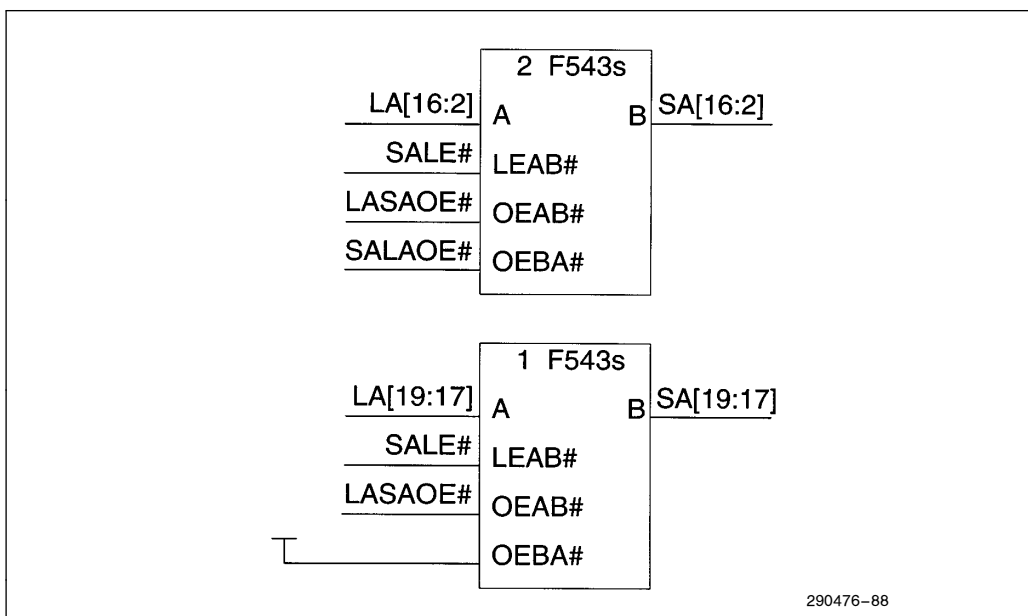 2 F543s
LA[16:2] A B SA[16:2]
SALE# LEAB#
LASAOE# OEAB#
SALAOE# OEBA#
1 F543s
LA[19:17] A B SA[19:17]
SALE# LEAB#
LASAOE# OEAB#
OEBA#
290476–88